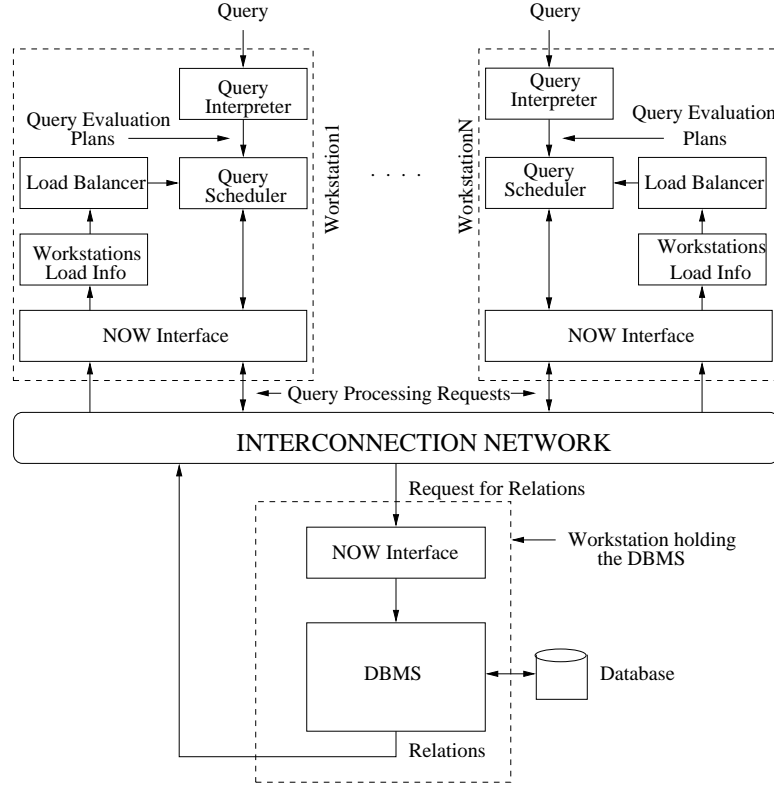 Query
Query
Query
Interpreter
Query
Interpreter
Query Evaluation
Plans
Query Evaluation
Plans
Workstation1
. . . .
WorkstationN
Load Balancer
Query
Scheduler
Query
Scheduler
Load Balancer
Workstations
Load Info
Workstations
Load Info
NOW Interface
NOW Interface
Query Processing Requests
INTERCONNECTION NETWORK
Request for Relations
NOW Interface
Workstation holding
the DBMS
DBMS
Database
Relations